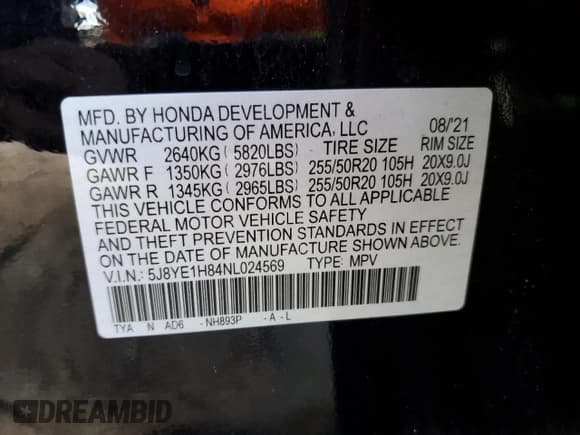 MFD. BY HONDA DEVELOPMENT &
MANUFACTURING OF AMERICA, LLC 08/'21
GVWR 2640KG ( 5820LBS) TIRE SIZE RIM SIZE
GAWR F 1350KG ( 2976LBS) 255/50R20 105H 20X9.0J
GAWR R 1345KG ( 2965LBS) 255/50R20 105H 20X9.0J
THIS VEHICLE CONFORMS TO ALL APPLICABLE
FEDERAL MOTOR VEHICLE SAFETY
AND THEFT PREVENTION STANDARDS IN EFFECT
ON THE DATE OF MANUFACTURE SHOWN ABOVE.
V.I.N.: 5J8YE1H84NL024569 TYPE: MPV
TYA N AD6 - NH893P - A - L
DREAMBID